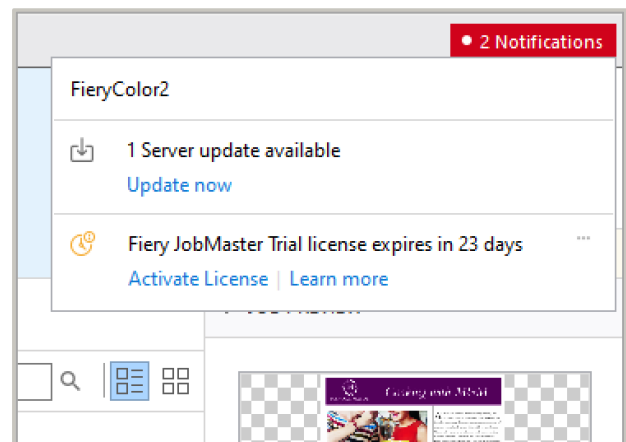 2 Notifications
FieryColor2
1 Server update available
Update now
Fiery JobMaster Trial license expires in 23 days
...
Activate License | Learn more